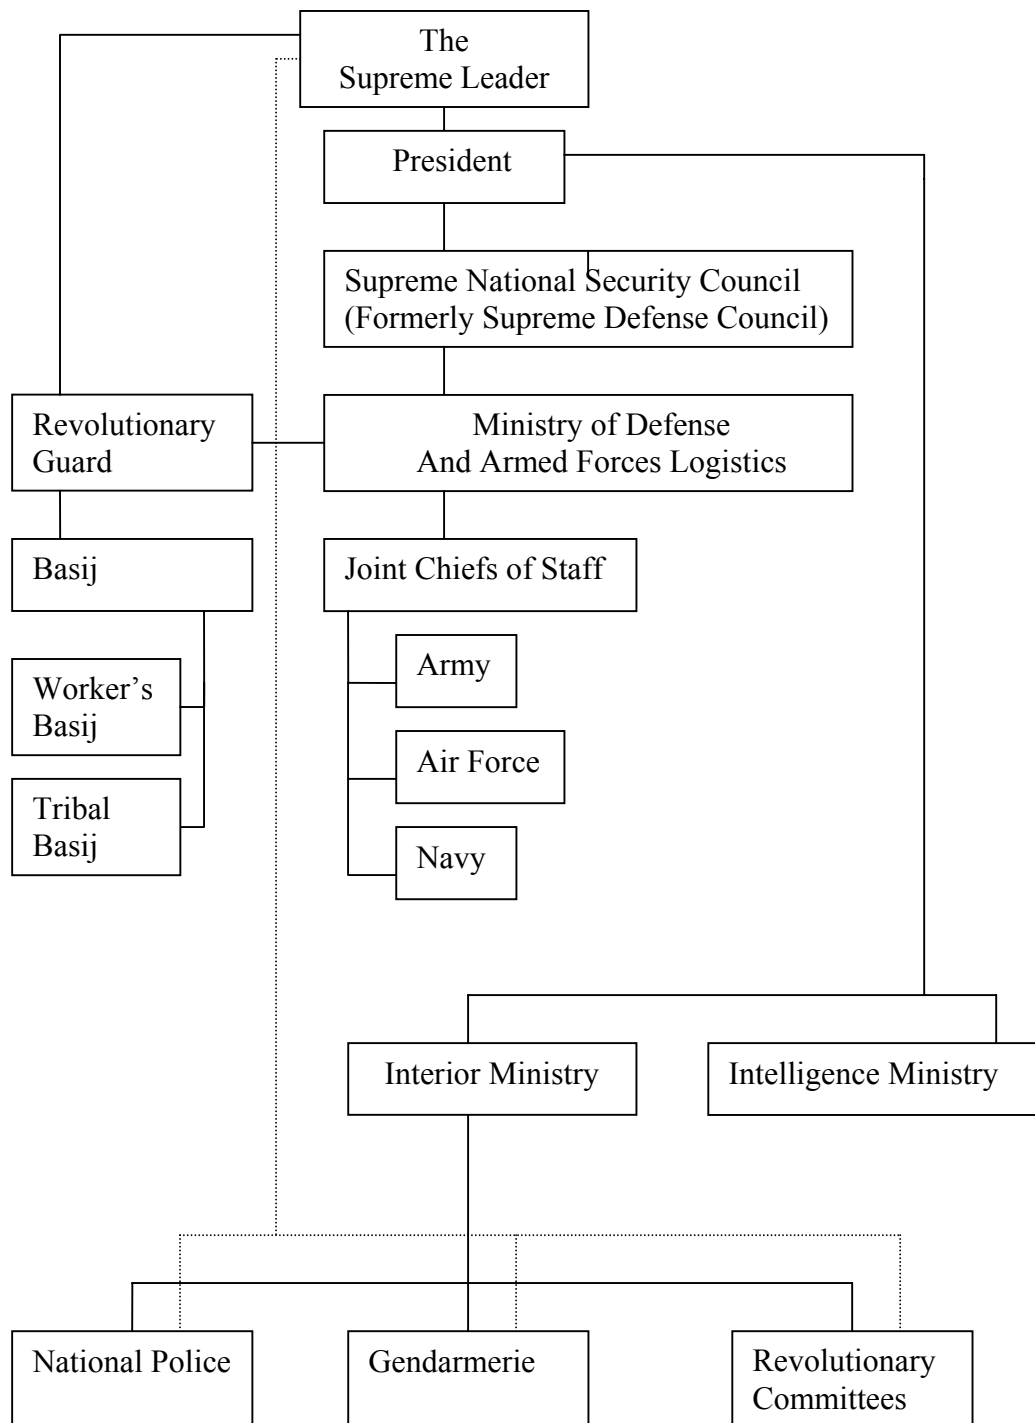 The
Supreme Leader
President
Supreme National Security Council
(Formerly Supreme Defense Council)
Revolutionary
Guard
Ministry of Defense
And Armed Forces Logistics
Basij
Joint Chiefs of Staff
Worker’s
Basij
Army
Tribal
Basij
Air Force
Navy
Interior Ministry
Intelligence Ministry
National Police
Gendarmerie
Revolutionary
Committees